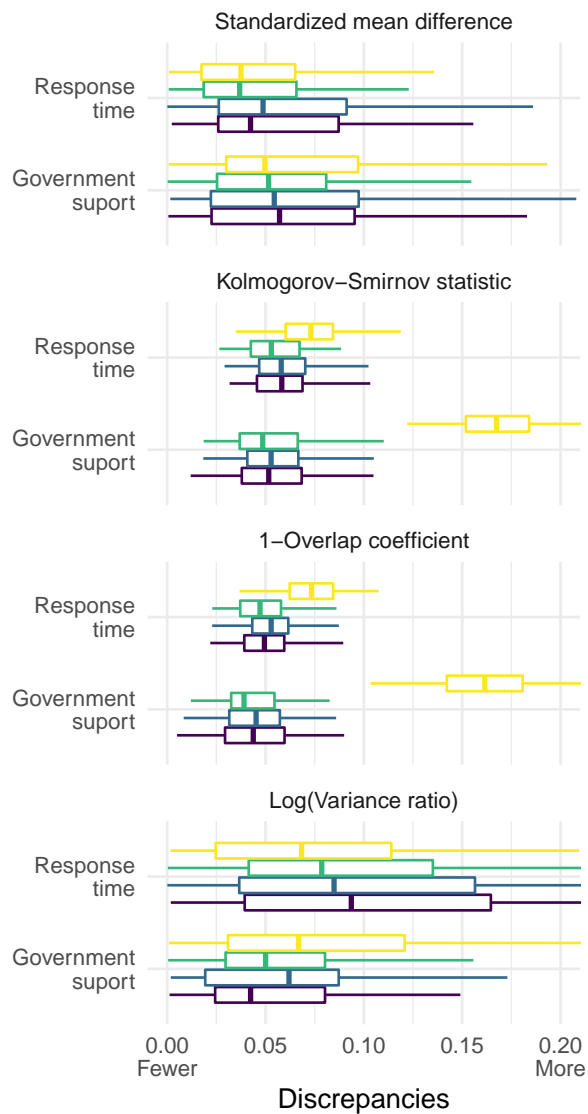 Standardized mean difference
Response
time
Government
suport
Kolmogorov−Smirnov statistic
Response
time
Government
suport
1−Overlap coefficient
Response
time
Government
suport
Log(Variance ratio)
Response
time
Government
suport
0.00 0.05 0.10 0.15 0.20
Fewer More
Discrepancies